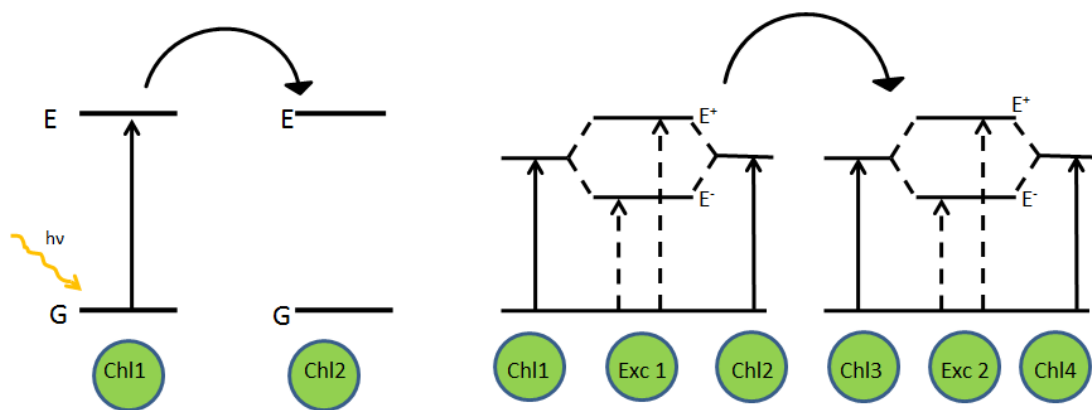 E E
hν
G G
Chl1 Chl2
E⁺ E⁺
E⁻ E⁻
Chl1 Exc 1 Chl2 Chl3 Exc 2 Chl4